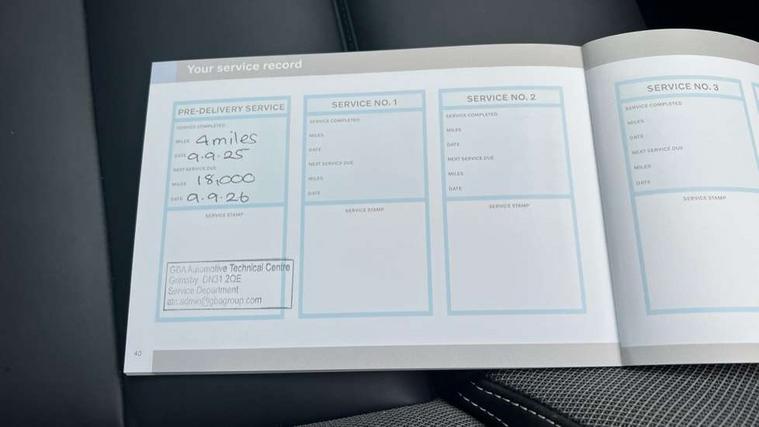 Your service record
PRE-DELIVERY SERVICE
SERVICE COMPLETED
MILES 4miles
DATE 9.9.25
NEXT SERVICE DUE
MILES 18,000
DATE 9.9.26
SERVICE STAMP
GBA Automotive Technical Centre
Grimsby DN31 2QE
Service Department
atc.admin@gbagroup.com
SERVICE NO. 1
SERVICE COMPLETED
MILES
DATE
NEXT SERVICE DUE
MILES
DATE
SERVICE STAMP
SERVICE NO. 2
SERVICE COMPLETED
MILES
DATE
NEXT SERVICE DUE
MILES
DATE
SERVICE STAMP
SERVICE NO. 3
SERVICE COMPLETED
MILES
DATE
NEXT SERVICE DUE
MILES
DATE
SERVICE STAMP
40